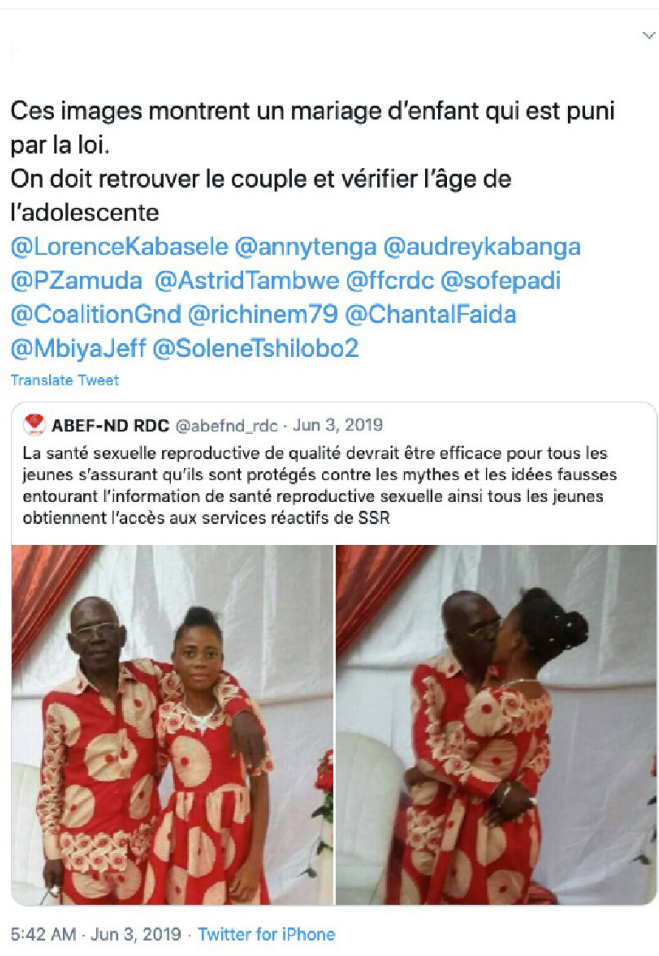 Ces images montrent un mariage d’enfant qui est puni
par la loi.
On doit retrouver le couple et vérifier l’âge de
l’adolescente
@LorenceKabasele @annytenga @audreykabanga
@PZamuda @AstridTambwe @ffcrdc @sofepadi
@CoalitionGnd @richinem79 @ChantalFaida
@MbiyaJeff @SoleneTshilobo2
Translate Tweet
ABEF-ND RDC @abefnd_rdc · Jun 3, 2019
La santé sexuelle reproductive de qualité devrait être efficace pour tous les
jeunes s’assurant qu’ils sont protégés contre les mythes et les idées fausses
entourant l’information de santé reproductive sexuelle ainsi tous les jeunes
obtiennent l’accès aux services réactifs de SSR
5:42 AM · Jun 3, 2019 · Twitter for iPhone